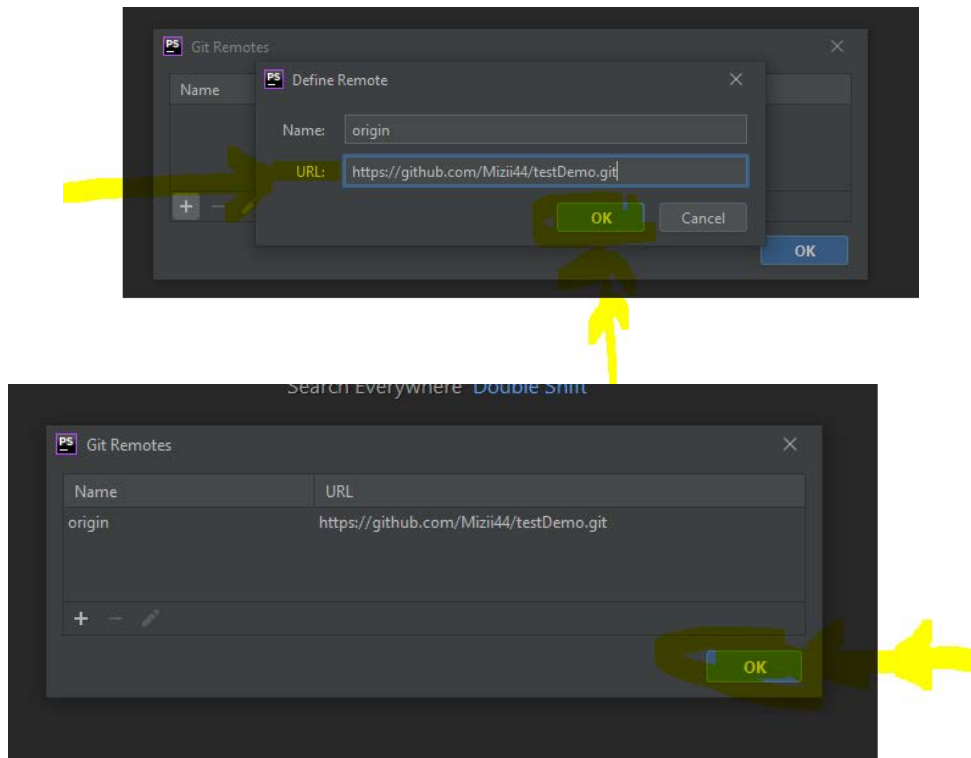 PS Git Remotes
Name
PS Define Remote
Name: origin
URL: https://github.com/Mizii44/testDemo.git
OK Cancel
OK
Search Everywhere Double Shift
PS Git Remotes
Name URL
origin https://github.com/Mizii44/testDemo.git
OK